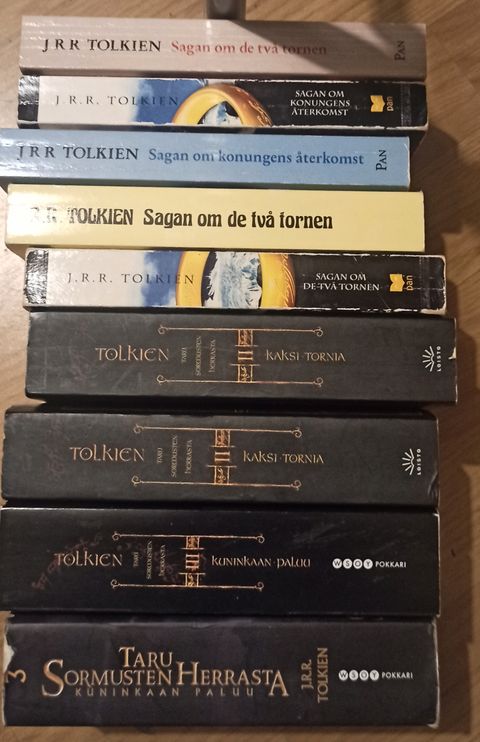 J R R TOLKIEN Sagan om de två tornen PAN
J.R.R. TOLKIEN SAGAN OM
KONUNGENS
ÅTERKOMST pan
J R R TOLKIEN Sagan om konungens återkomst PAN
J.R.R. TOLKIEN Sagan om de två tornen
J.R.R. TOLKIEN SAGAN OM
DE TVÅ TORNEN pan
TOLKIEN TARU
SORMUSTEN
HERRASTA II KAKSI·TORNIA LOISTO
TOLKIEN TARU
SORMUSTEN
HERRASTA II KAKSI·TORNIA LOISTO
TOLKIEN TARU
SORMUSTEN
HERRASTA III KUNINKAAN·PALUU WSOY POKKARI
3 TARU
SORMUSTEN HERRASTA
KUNINKAAN PALUU
J.R.R.
TOLKIEN WSOY POKKARI